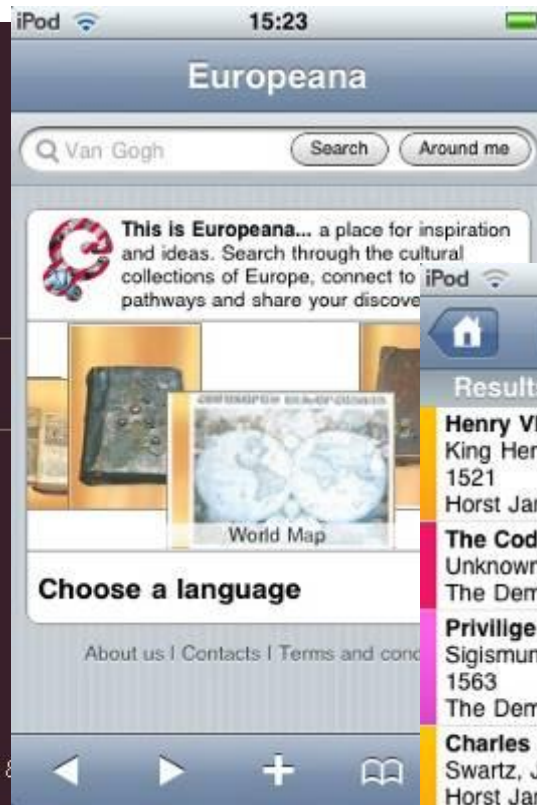 iPod
15:23
Europeana
Van Gogh
Search
Around me
This is Europeana... a place for inspiration
and ideas. Search through the cultural
collections of Europe, connect to
pathways and share your discove
World Map
Choose a language
About us I Contacts I Terms and cond
iPod
Results
Henry VI
King Hen
1521
Horst Jar
The Cod
Unknown
The Dem
Privilige
Sigismun
1563
The Dem
Charles
Swartz, J
Horst Jar
&